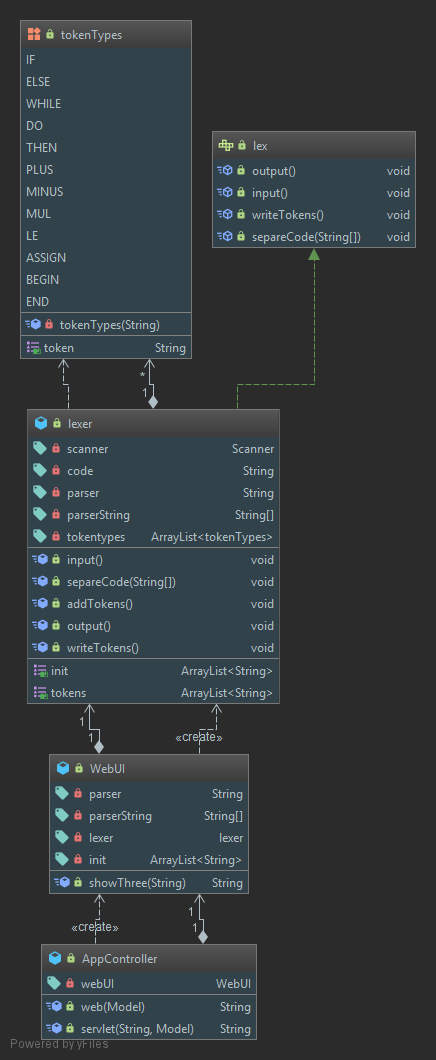 tokenTypes
IF
ELSE
WHILE
DO
THEN
PLUS
MINUS
MUL
LE
ASSIGN
BEGIN
END
tokenTypes(String)
token String
lex
output() void
input() void
writeTokens() void
separeCode(String[]) void
*
1
lexer
scanner Scanner
code String
parser String
parserString String[]
tokentypes ArrayList<tokenTypes>
input() void
separeCode(String[]) void
addTokens() void
output() void
writeTokens() void
init ArrayList<String>
tokens ArrayList<String>
1
1
«create»
WebUI
parser String
parserString String[]
lexer lexer
init ArrayList<String>
showThree(String) String
«create»
1
1
AppController
webUI WebUI
web(Model) String
servlet(String, Model) String
Powered by yFiles